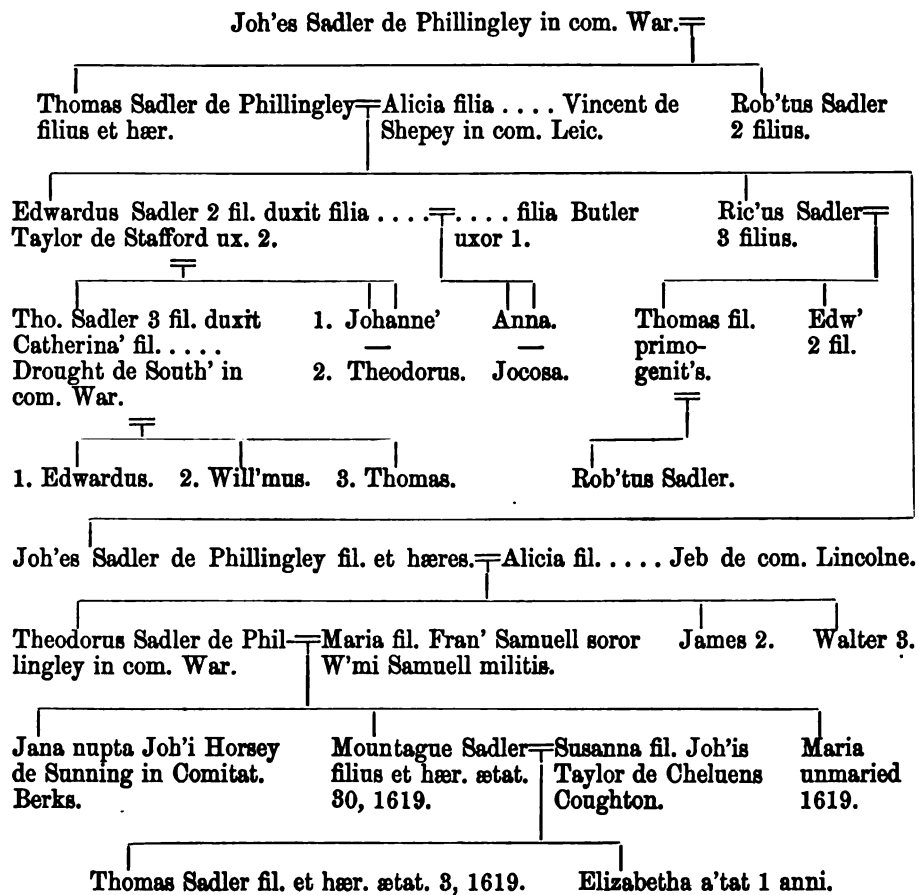 Joh'es Sadler de Phillingley in com. War.
Thomas Sadler de Phillingley
filius et hær.
Alicia filia . . . . Vincent de
Shepey in com. Leic.
Rob'tus Sadler
2 filius.
Edwardus Sadler 2 fil. duxit filia . . . .
Taylor de Stafford ux. 2.
. . . . filia Butler
uxor 1.
Ric'us Sadler
3 filius.
Tho. Sadler 3 fil. duxit
Catherina' fil. . . . .
Drought de South' in
com. War.
1. Johanne'
—
2. Theodorus.
Anna.
—
Jocosa.
Thomas fil.
primo-
genit's.
Edw'
2 fil.
1. Edwardus. 2. Will'mus. 3. Thomas.
Rob'tus Sadler.
Joh'es Sadler de Phillingley fil. et hæres.
Alicia fil. . . . . Jeb de com. Lincolne.
Theodorus Sadler de Phil-
lingley in com. War.
Maria fil. Fran' Samuell soror
W'mi Samuell militis.
James 2.
Walter 3.
Jana nupta Joh'i Horsey
de Sunning in Comitat.
Berks.
Mountague Sadler
filius et hær. ætat.
30, 1619.
Susanna fil. Joh'is
Taylor de Cheluens
Coughton.
Maria
unmaried
1619.
Thomas Sadler fil. et hær. ætat. 3, 1619.
Elizabetha a'tat 1 anni.